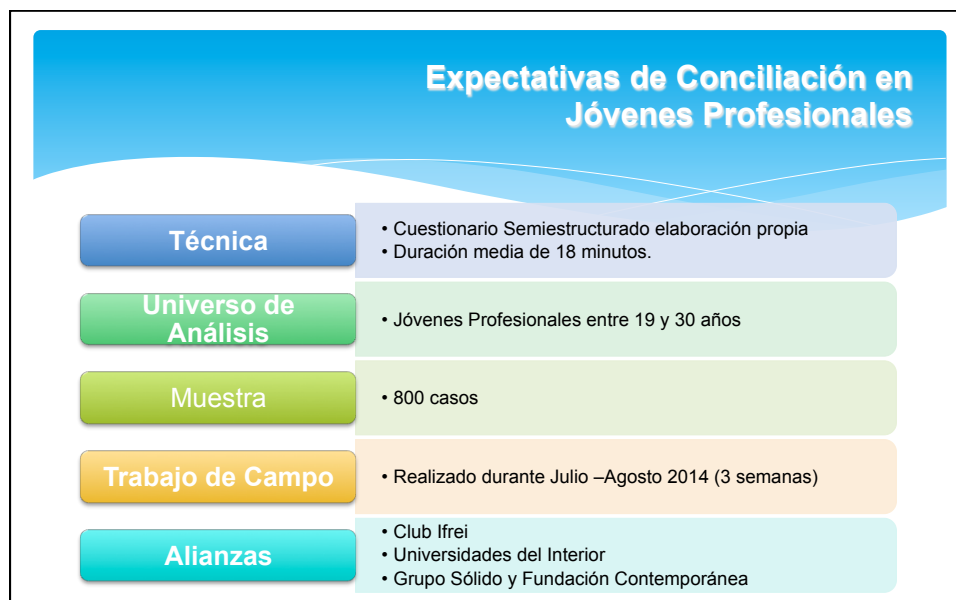 Expectativas de Conciliación en
Jóvenes Profesionales
Técnica
• Cuestionario Semiestructurado elaboración propia
• Duración media de 18 minutos.
Universo de
Análisis
• Jóvenes Profesionales entre 19 y 30 años
Muestra
• 800 casos
Trabajo de Campo
• Realizado durante Julio –Agosto 2014 (3 semanas)
Alianzas
• Club Ifrei
• Universidades del Interior
• Grupo Sólido y Fundación Contemporánea